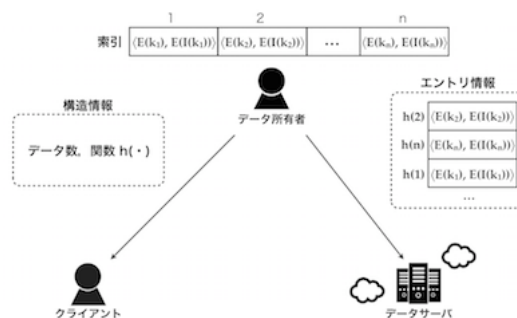 1 2 n
索引 ⟨E(k₁), E(I(k₁))⟩ ⟨E(k₂), E(I(k₂))⟩ … ⟨E(kₙ), E(I(kₙ))⟩
データ所有者
構造情報
データ数，関数 h(・)
エントリ情報
h(2) ⟨E(k₂), E(I(k₂))⟩
h(n) ⟨E(kₙ), E(I(kₙ))⟩
h(1) ⟨E(k₁), E(I(k₁))⟩
…
クライアント
データサーバ